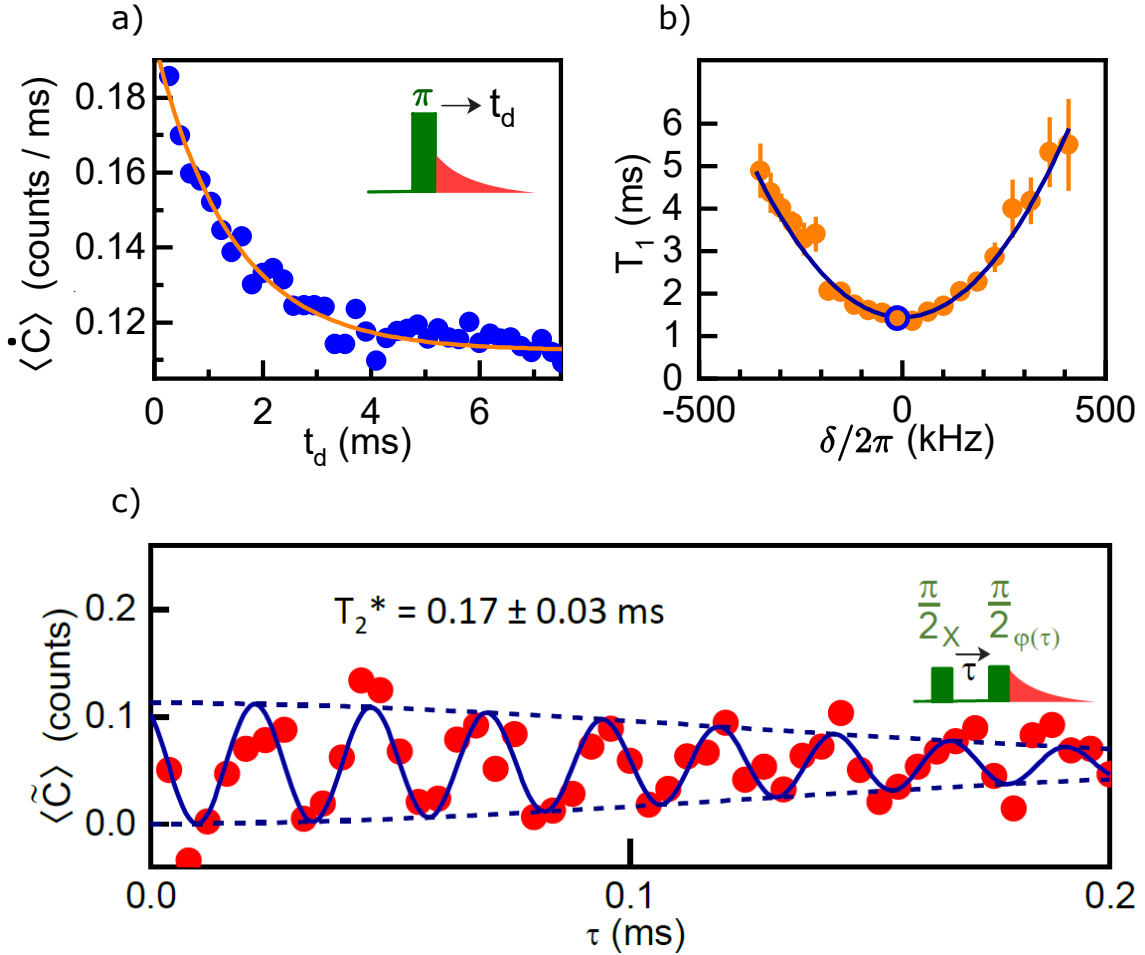 a)
⟨Ċ⟩ (counts / ms)
0.18
0.16
0.14
0.12
0
2
4
6
t_d (ms)
π → t_d
b)
T_1 (ms)
6
5
4
3
2
1
0
-500
0
500
δ/2π (kHz)
c)
⟨C̃⟩ (counts)
0.2
0.1
0.0
T_2* = 0.17 ± 0.03 ms
π/2 X
π/2 φ(τ)
→
τ
0.0
0.1
0.2
τ (ms)